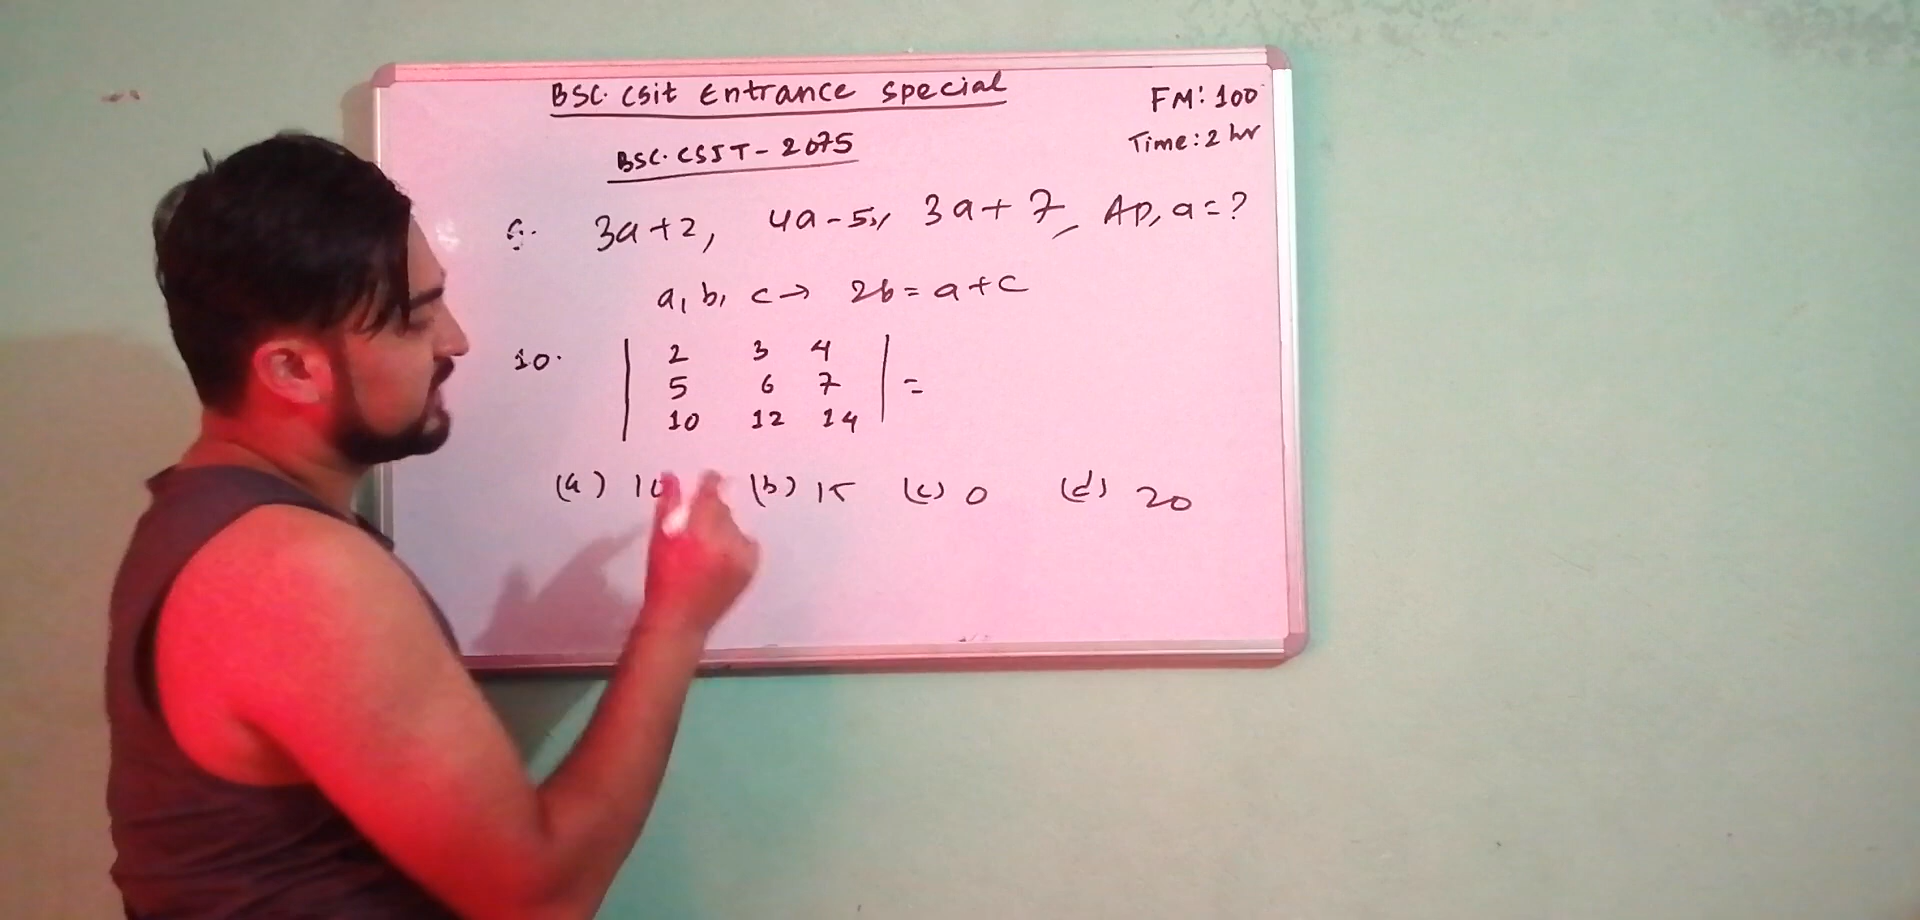 BSC. CSit Entrance Special
FM: 100
Time: 2 hr
BSC. CSIT - 2075
9. 3a+2, 4a-5, 3a+7, AP, a=?
a, b, c → 2b = a+c
10. | 2 3 4 | =
5 6 7
10 12 14
(a) 10 (b) 15 (c) 0 (d) 20